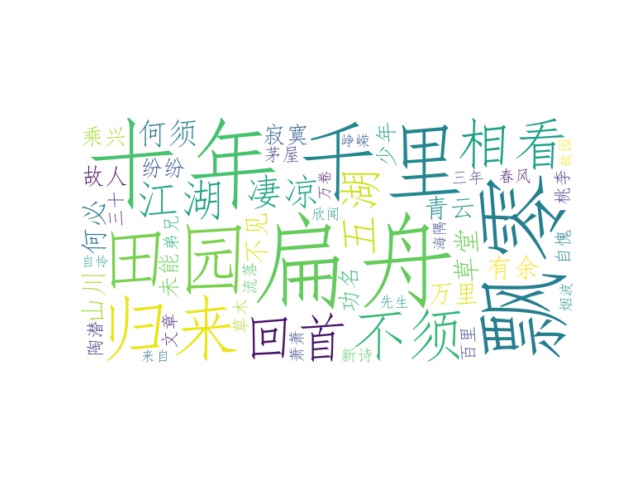 乘兴
何须
十年
寂寞
茅屋
千里
峥嵘
少年
相看
故园
故人
纷纷
三十
江湖
凄凉
万卷
欣闻
五湖
三年
春风
桃李
青云
飘零
何必
田园
弟兄
未能
不见
流落
扁舟
海隅
草堂
有余
自愧
山川
四海
陶潜
归来
文章
来自
草木
回首
萧萧
功名
先生
新诗
不须
万里
百里
烟波